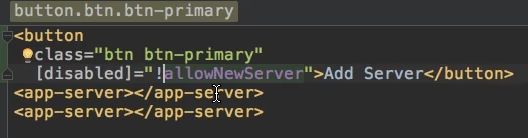 button.btn.btn-primary
<button
class="btn btn-primary"
[disabled]="!allowNewServer">Add Server</button>
<app-server></app-server>
<app-server></app-server>